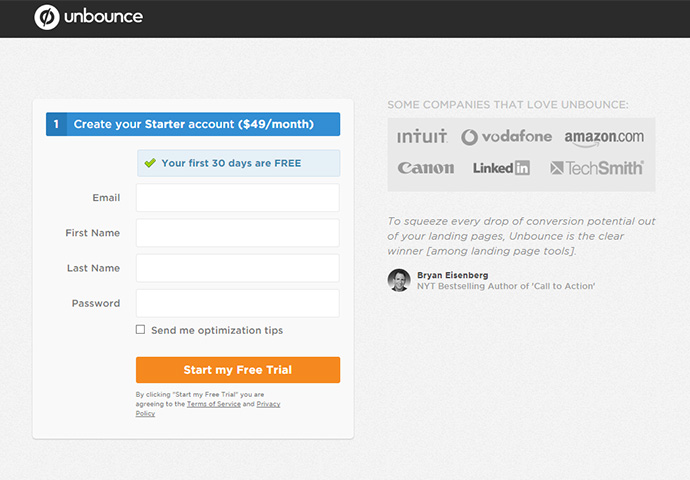 unbounce
1 Create your Starter account ($49/month)
Your first 30 days are FREE
Email
First Name
Last Name
Password
Send me optimization tips
Start my Free Trial
By clicking "Start my Free Trial" you are
agreeing to the Terms of Service and Privacy
Policy
SOME COMPANIES THAT LOVE UNBOUNCE:
intuit vodafone amazon.com
Canon Linked in TechSmith
To squeeze every drop of conversion potential out
of your landing pages, Unbounce is the clear
winner [among landing page tools].
Bryan Eisenberg
NYT Bestselling Author of 'Call to Action'